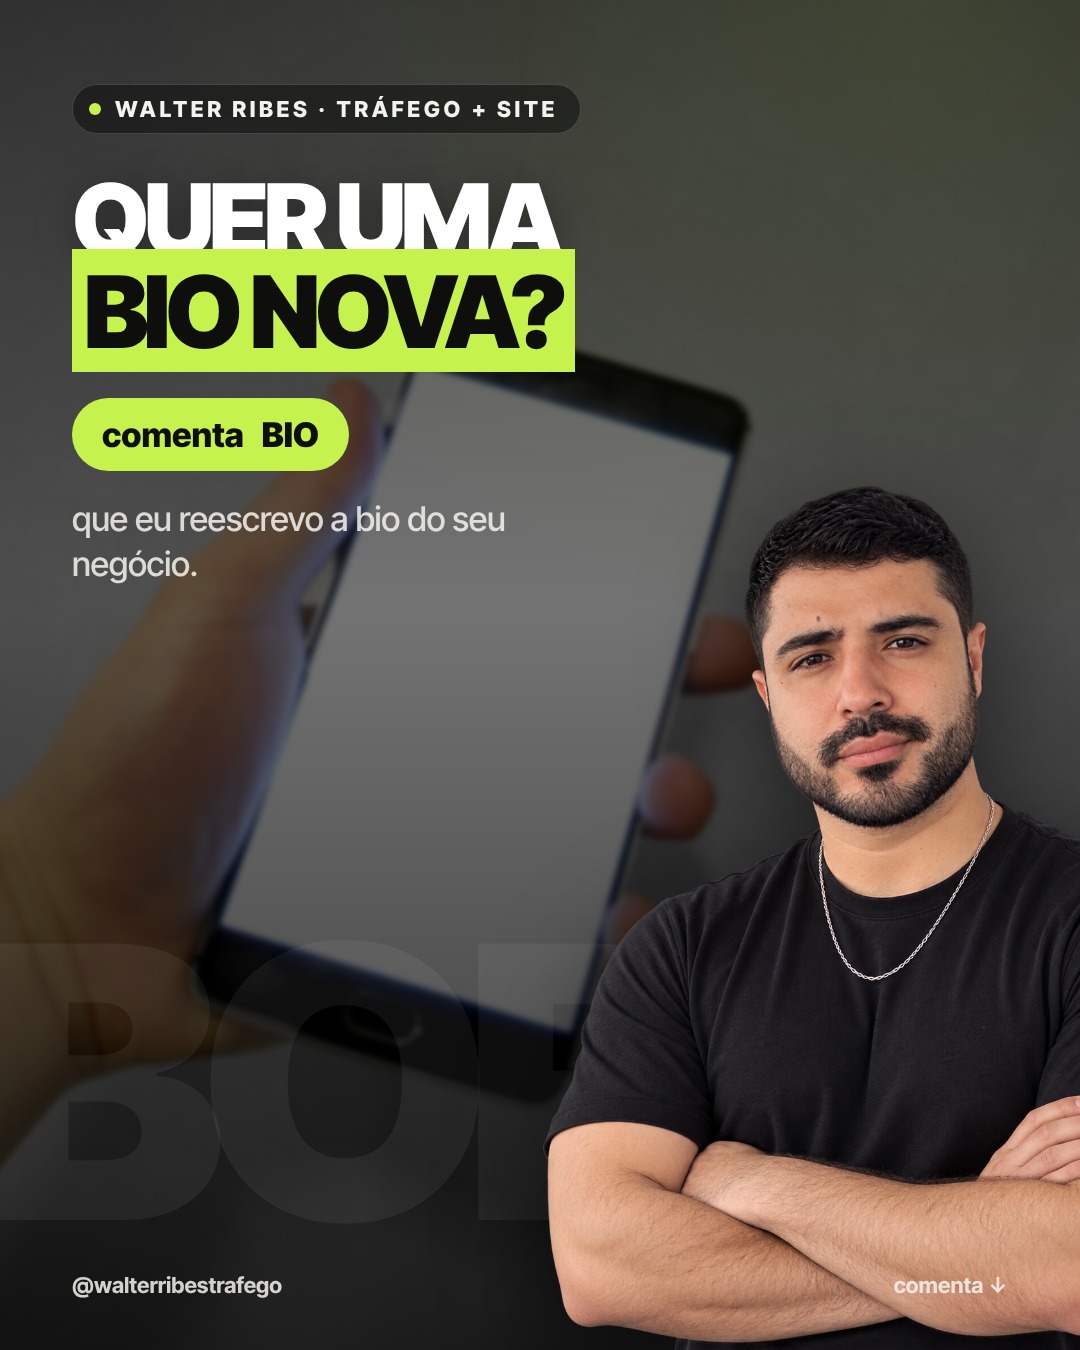 WALTER RIBES · TRÁFEGO + SITE
QUER UMA
BIO NOVA?
comenta BIO
que eu reescrevo a bio do seu
negócio.
@walterribestrafego
comenta ↓